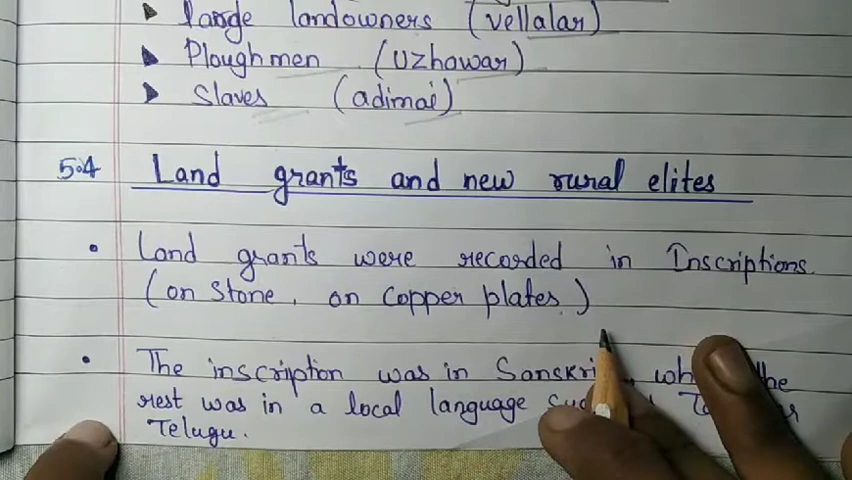 ▶ large landowners (vellalar)
▶ Ploughmen (Uzhawar)
▶ Slaves (adimai)
5.4 Land grants and new rural elites
• Land grants were recorded in Inscriptions.
(on stone, on copper plates.)
• The inscription was in the
rest was in a local language
Telugu.